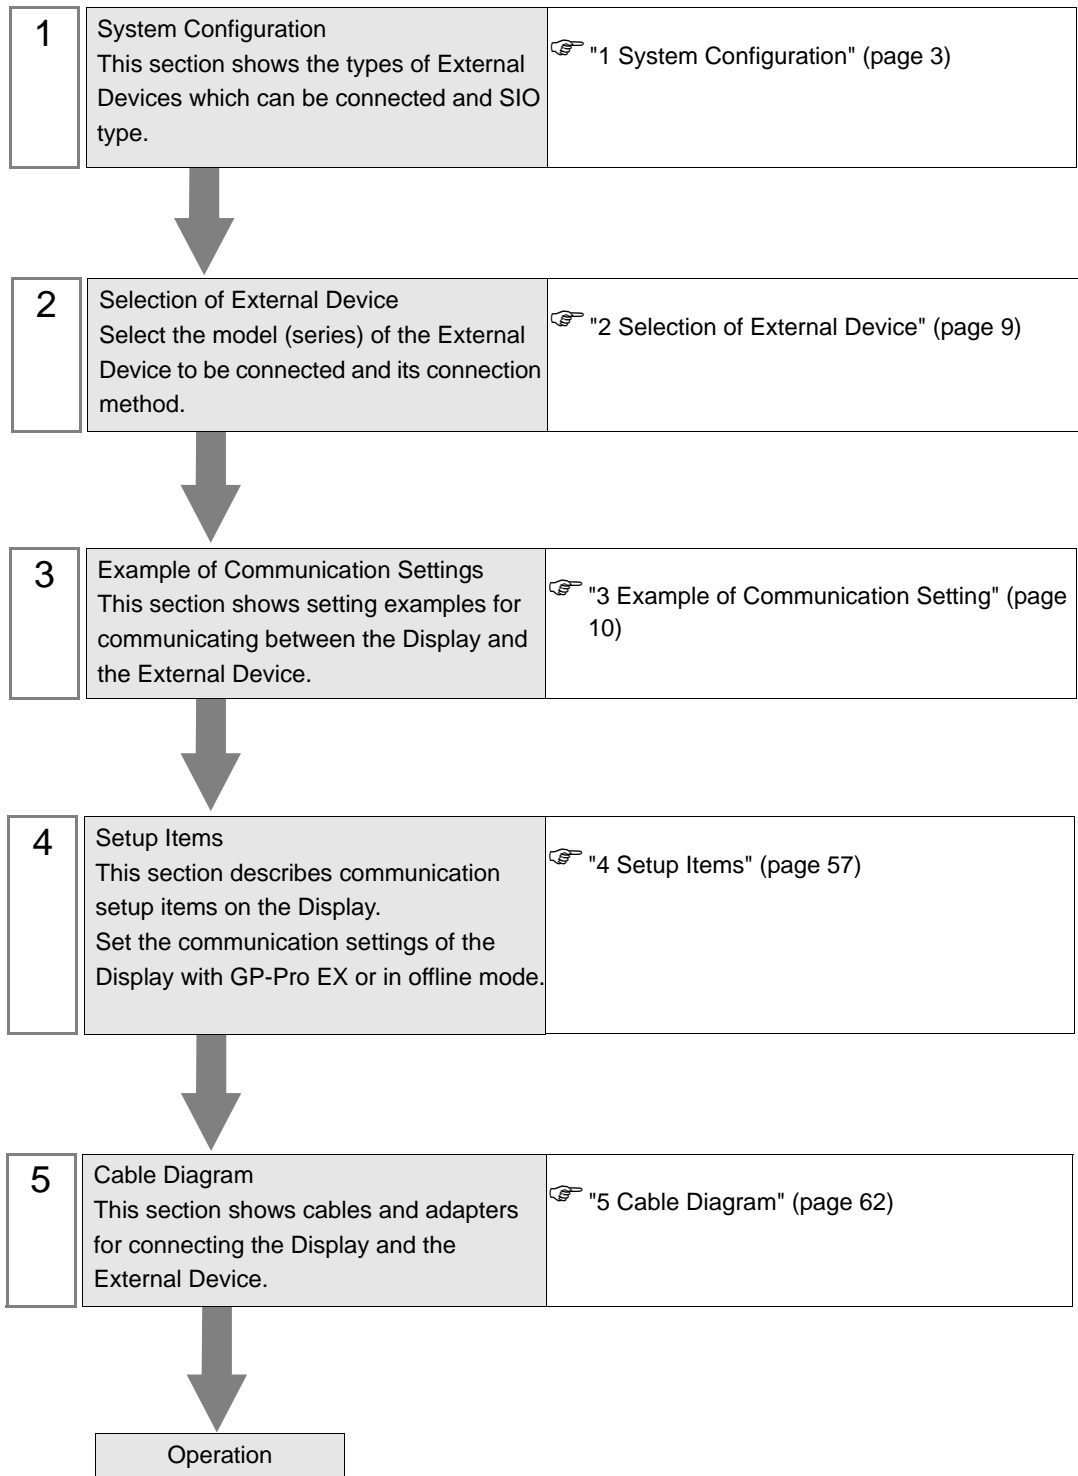 1
System Configuration
This section shows the types of External
Devices which can be connected and SIO
type.
"1 System Configuration" (page 3)
2
Selection of External Device
Select the model (series) of the External
Device to be connected and its connection
method.
"2 Selection of External Device" (page 9)
3
Example of Communication Settings
This section shows setting examples for
communicating between the Display and
the External Device.
"3 Example of Communication Setting" (page
10)
4
Setup Items
This section describes communication
setup items on the Display.
Set the communication settings of the
Display with GP-Pro EX or in offline mode.
"4 Setup Items" (page 57)
5
Cable Diagram
This section shows cables and adapters
for connecting the Display and the
External Device.
"5 Cable Diagram" (page 62)
Operation